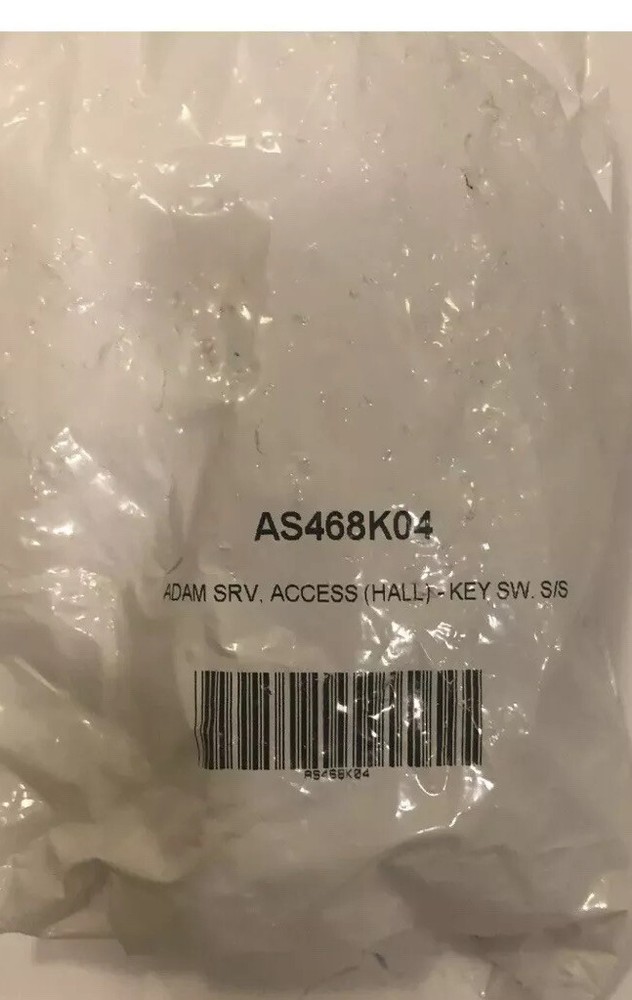 AS468K04
ADAM SRV. ACCESS (HALL) - KEY SW. S/S
AS468K04